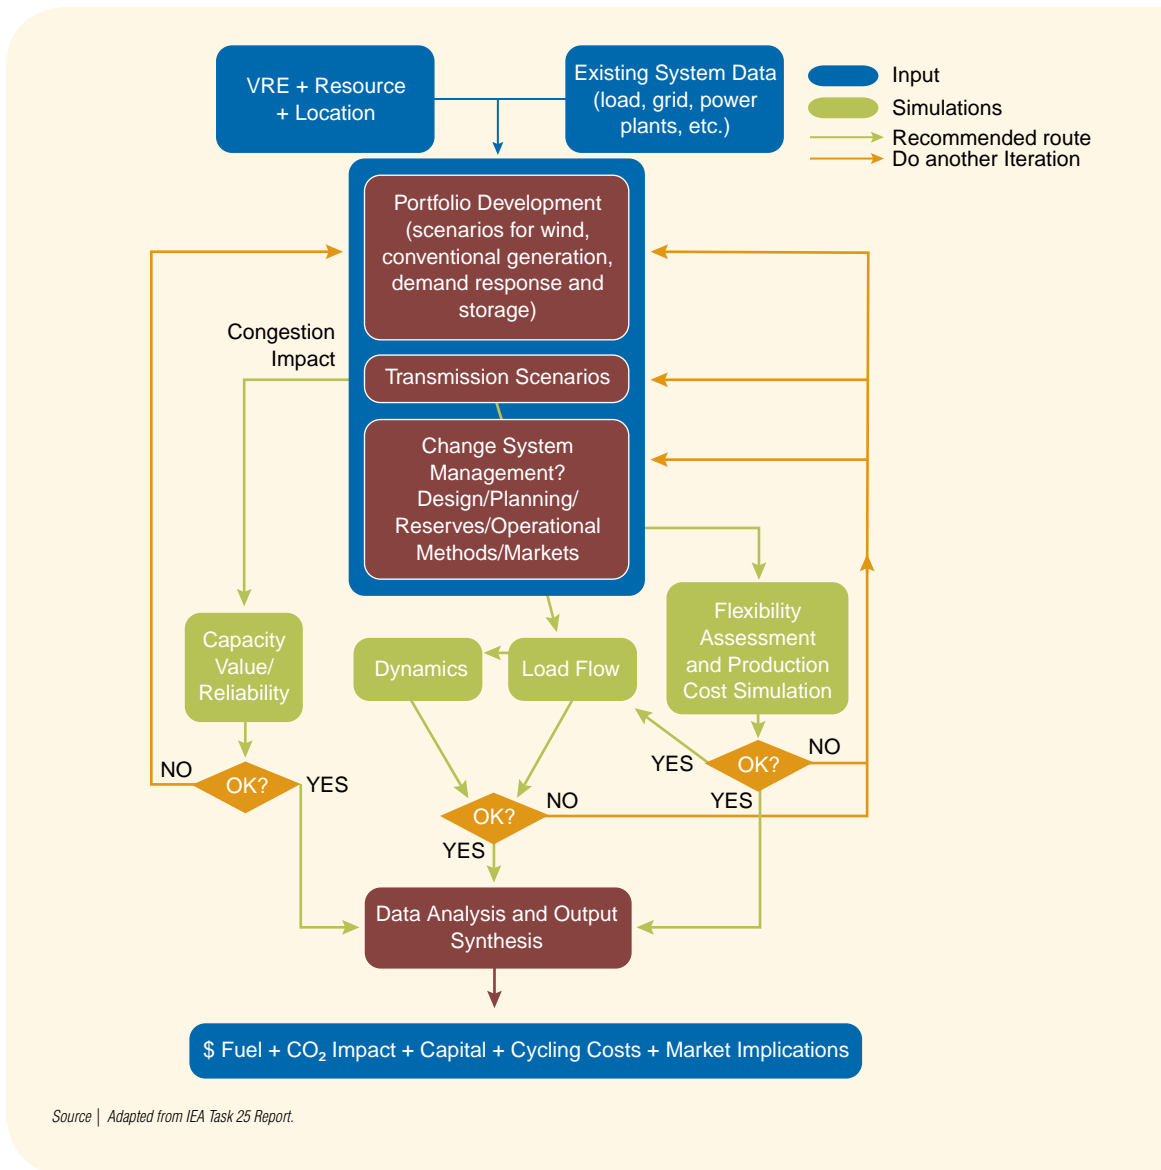 VRE + Resource
+ Location
Existing System Data
(load, grid, power
plants, etc.)
Input
Simulations
Recommended route
Do another Iteration
Portfolio Development
(scenarios for wind,
conventional generation,
demand response and
storage)
Congestion
Impact
Transmission Scenarios
Change System
Management?
Design/Planning/
Reserves/Operational
Methods/Markets
Capacity
Value/
Reliability
Dynamics
Load Flow
Flexibility
Assessment
and Production
Cost Simulation
NO
OK?
YES
YES
OK?
NO
YES
OK?
NO
YES
Data Analysis and Output
Synthesis
$ Fuel + CO₂ Impact + Capital + Cycling Costs + Market Implications
Source | Adapted from IEA Task 25 Report.